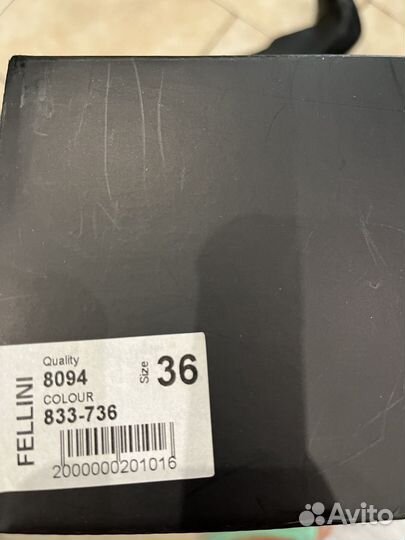 FELLINI
Quality
8094
COLOUR
833-736
Size 36
2000000201016
Avito